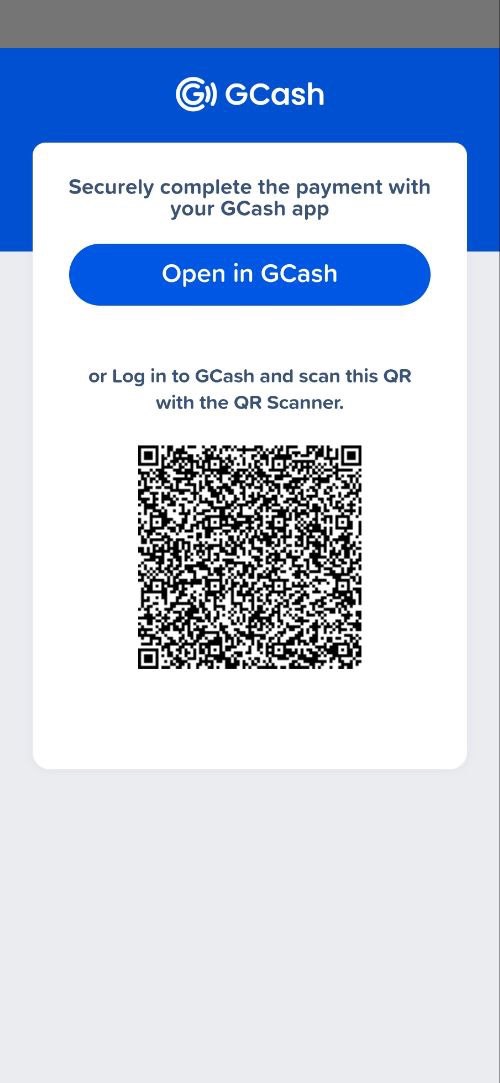 GCash
Securely complete the payment with
your GCash app
Open in GCash
or Log in to GCash and scan this QR
with the QR Scanner.